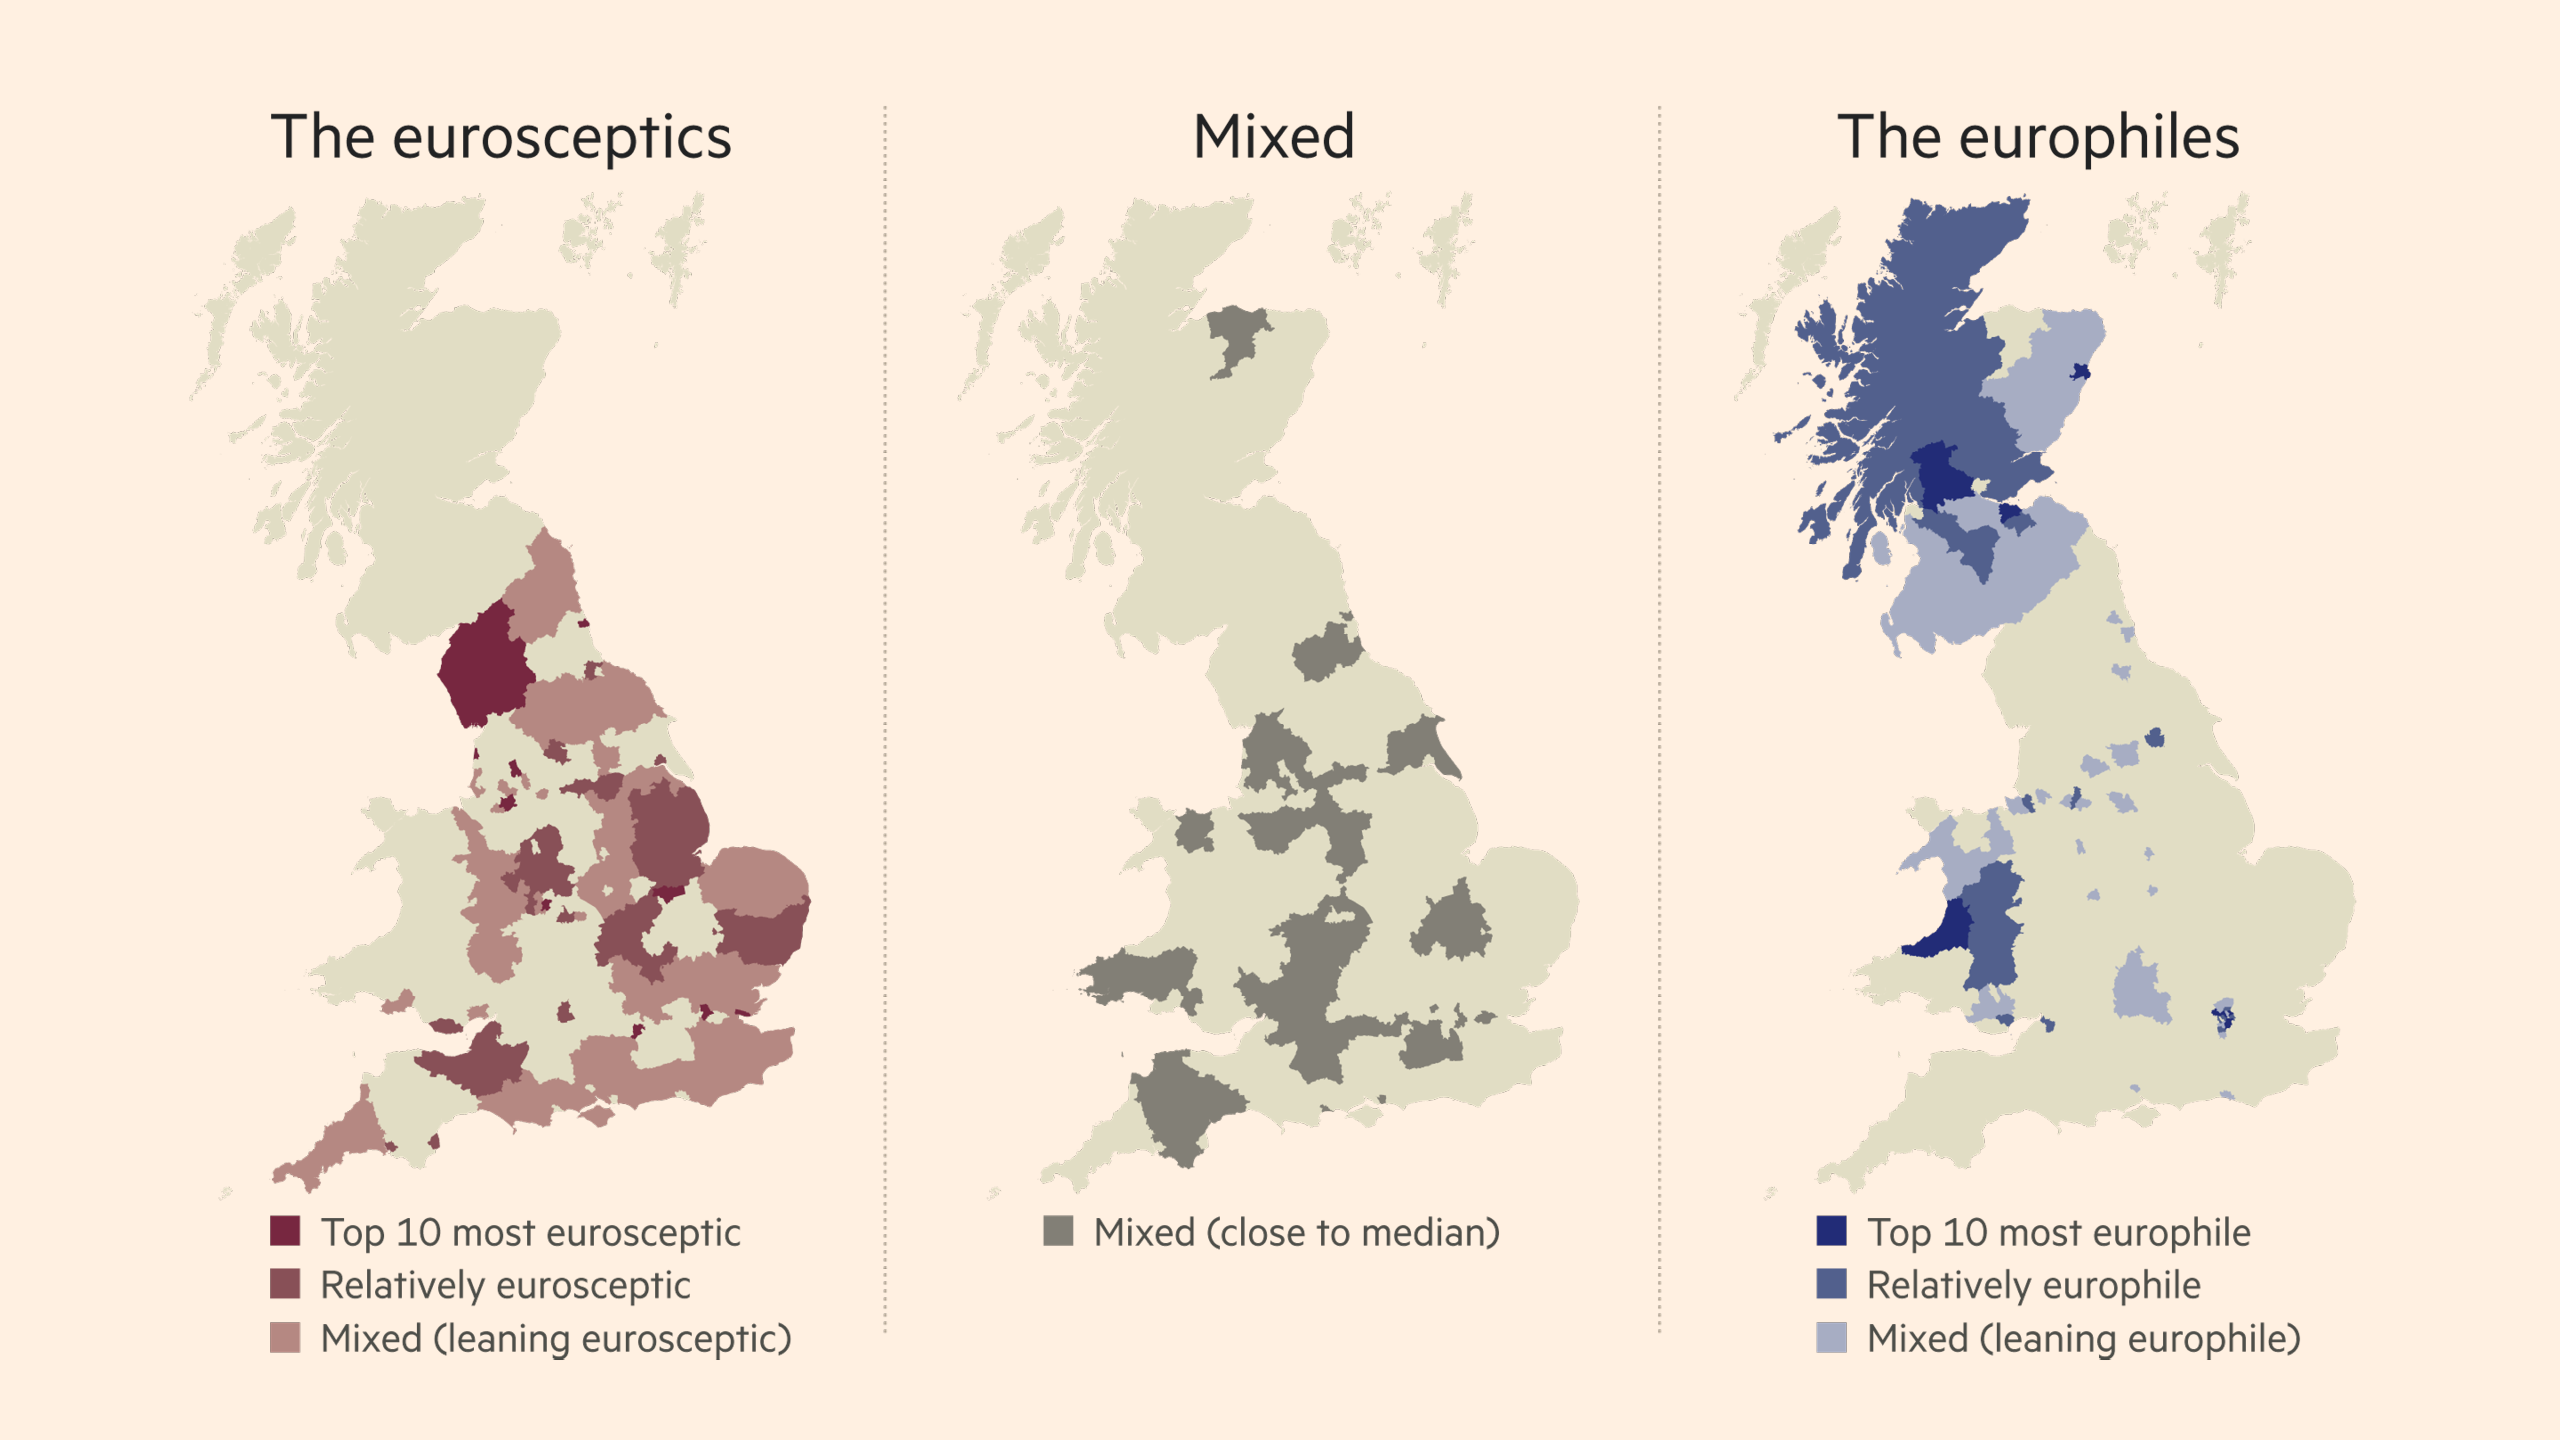 The eurosceptics
Mixed
The europhiles
Top 10 most eurosceptic
Relatively eurosceptic
Mixed (leaning eurosceptic)
Mixed (close to median)
Top 10 most europhile
Relatively europhile
Mixed (leaning europhile)